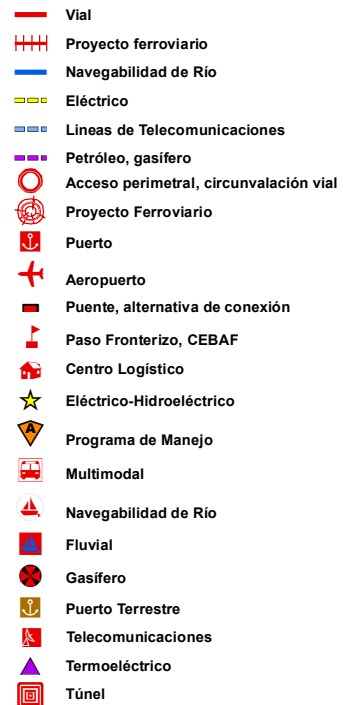 Vial
Proyecto ferroviario
Navegabilidad de Río
Eléctrico
Lineas de Telecomunicaciones
Petróleo, gasífero
Acceso perimetral, circunvalación vial
Proyecto Ferroviario
Puerto
Aeropuerto
Puente, alternativa de conexión
Paso Fronterizo, CEBAF
Centro Logístico
Eléctrico-Hidroeléctrico
A
Programa de Manejo
Multimodal
Navegabilidad de Río
Fluvial
Gasífero
Puerto Terrestre
Telecomunicaciones
Termoeléctrico
Túnel